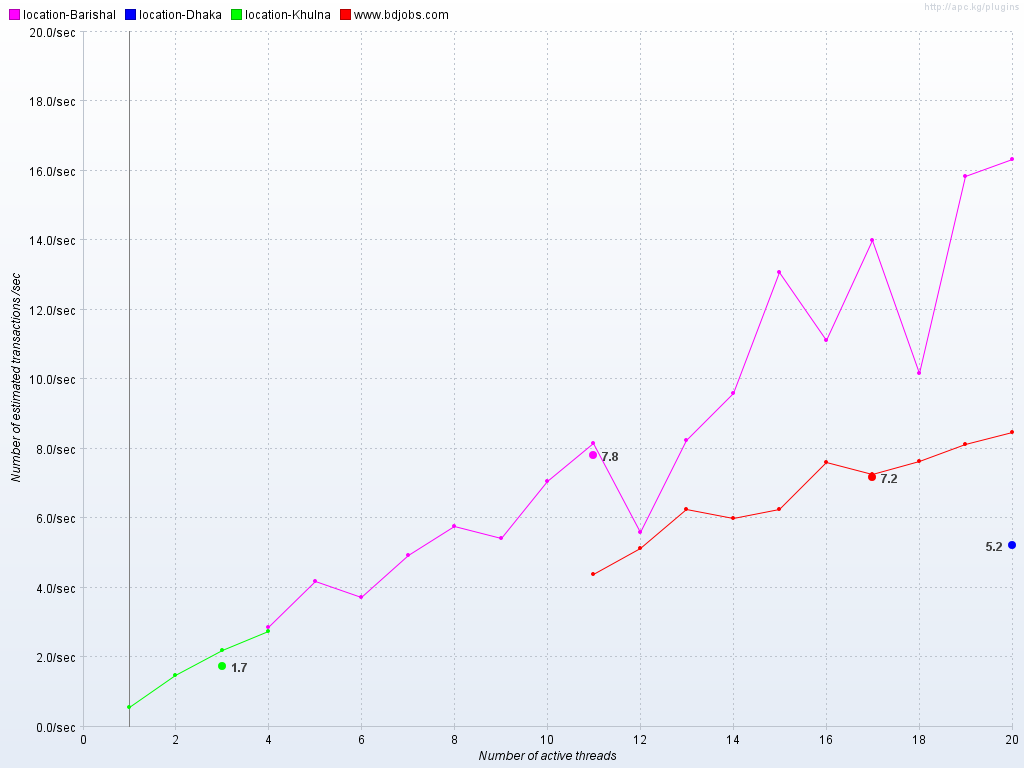 location-Barishal location-Dhaka location-Khulna www.bdjobs.com
http://apc.kg/plugins
20.0/sec
18.0/sec
16.0/sec
14.0/sec
12.0/sec
10.0/sec
8.0/sec
6.0/sec
4.0/sec
2.0/sec
0.0/sec
Number of estimated transactions /sec
7.8
7.2
5.2
1.7
0 2 4 6 8 10 12 14 16 18 20
Number of active threads